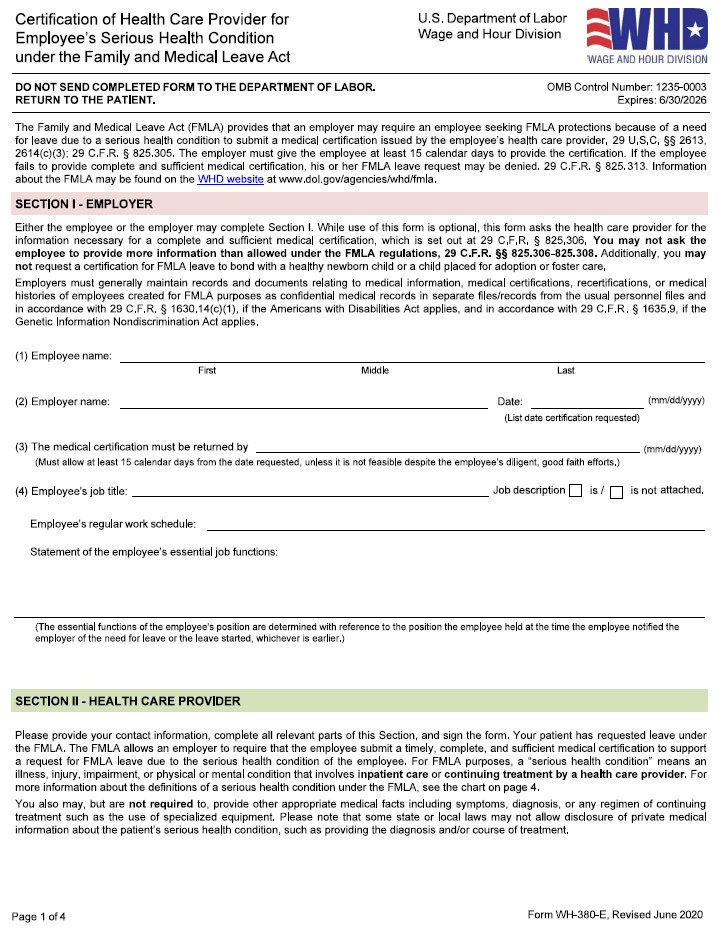 Certification of Health Care Provider for
Employee's Serious Health Condition
under the Family and Medical Leave Act
U.S. Department of Labor
Wage and Hour Division
WHD
WAGE AND HOUR DIVISION
DO NOT SEND COMPLETED FORM TO THE DEPARTMENT OF LABOR.
RETURN TO THE PATIENT.
OMB Control Number: 1235-0003
Expires: 6/30/2026
The Family and Medical Leave Act (FMLA) provides that an employer may require an employee seeking FMLA protections because of a need
for leave due to a serious health condition to submit a medical certification issued by the employee's health care provider. 29 U.S.C. §§ 2613,
2614(c)(3); 29 C.F.R. § 825.305. The employer must give the employee at least 15 calendar days to provide the certification. If the employee
fails to provide complete and sufficient medical certification, his or her FMLA leave request may be denied. 29 C.F.R. § 825.313. Information
about the FMLA may be found on the WHD website at www.dol.gov/agencies/whd/fmla.
SECTION I - EMPLOYER
Either the employee or the employer may complete Section I. While use of this form is optional, this form asks the health care provider for the
information necessary for a complete and sufficient medical certification, which is set out at 29 C.F.R. § 825.306. You may not ask the
employee to provide more information than allowed under the FMLA regulations, 29 C.F.R. §§ 825.306-825.308. Additionally, you may
not request a certification for FMLA leave to bond with a healthy newborn child or a child placed for adoption or foster care.
Employers must generally maintain records and documents relating to medical information, medical certifications, recertifications, or medical
histories of employees created for FMLA purposes as confidential medical records in separate files/records from the usual personnel files and
in accordance with 29 C.F.R. § 1630.14(c)(1), if the Americans with Disabilities Act applies, and in accordance with 29 C.F.R. § 1635.9, if the
Genetic Information Nondiscrimination Act applies.
(1) Employee name:
First Middle Last
(2) Employer name: Date: (mm/dd/yyyy)
(List date certification requested)
(3) The medical certification must be returned by (mm/dd/yyyy)
(Must allow at least 15 calendar days from the date requested, unless it is not feasible despite the employee's diligent, good faith efforts.)
(4) Employee's job title: Job description is / is not attached.
Employee's regular work schedule:
Statement of the employee's essential job functions:
(The essential functions of the employee's position are determined with reference to the position the employee held at the time the employee notified the
employer of the need for leave or the leave started, whichever is earlier.)
SECTION II - HEALTH CARE PROVIDER
Please provide your contact information, complete all relevant parts of this Section, and sign the form. Your patient has requested leave under
the FMLA. The FMLA allows an employer to require that the employee submit a timely, complete, and sufficient medical certification to support
a request for FMLA leave due to the serious health condition of the employee. For FMLA purposes, a "serious health condition" means an
illness, injury, impairment, or physical or mental condition that involves inpatient care or continuing treatment by a health care provider. For
more information about the definitions of a serious health condition under the FMLA, see the chart on page 4.
You also may, but are not required to, provide other appropriate medical facts including symptoms, diagnosis, or any regimen of continuing
treatment such as the use of specialized equipment. Please note that some state or local laws may not allow disclosure of private medical
information about the patient's serious health condition, such as providing the diagnosis and/or course of treatment.
Page 1 of 4
Form WH-380-E, Revised June 2020